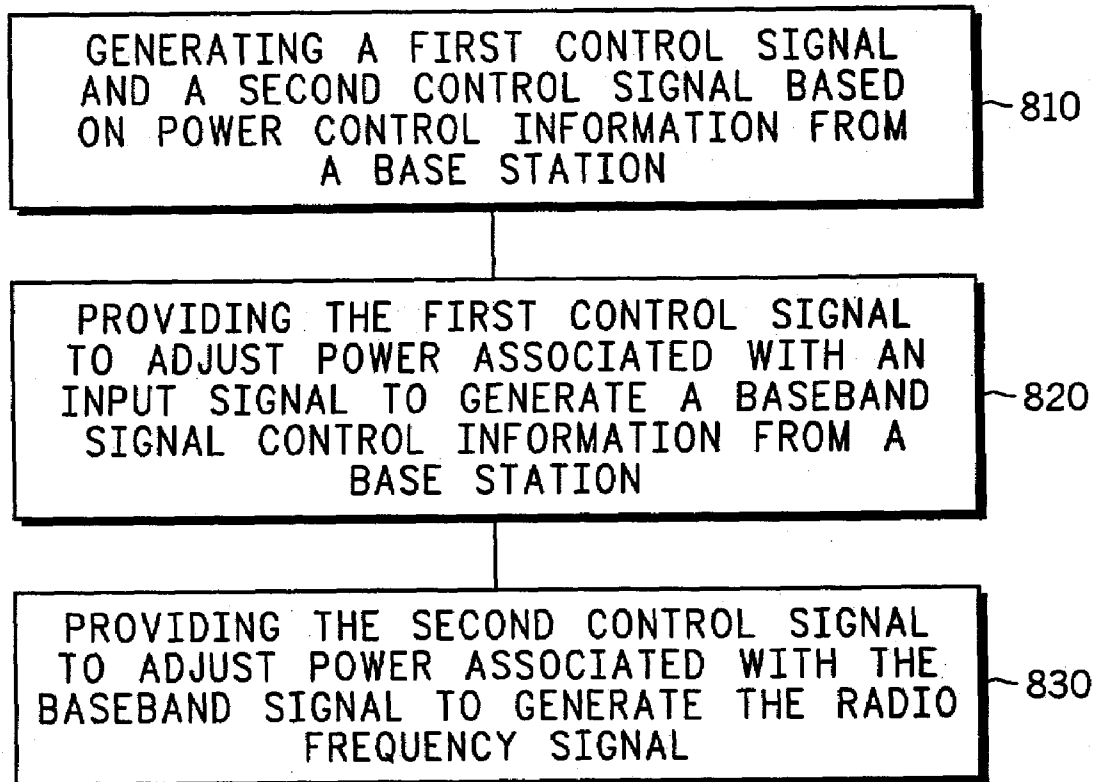 GENERATING A FIRST CONTROL SIGNAL
AND A SECOND CONTROL SIGNAL BASED
ON POWER CONTROL INFORMATION FROM
A BASE STATION
810
PROVIDING THE FIRST CONTROL SIGNAL
TO ADJUST POWER ASSOCIATED WITH AN
INPUT SIGNAL TO GENERATE A BASEBAND
SIGNAL CONTROL INFORMATION FROM A
BASE STATION
820
PROVIDING THE SECOND CONTROL SIGNAL
TO ADJUST POWER ASSOCIATED WITH THE
BASEBAND SIGNAL TO GENERATE THE RADIO
FREQUENCY SIGNAL
830